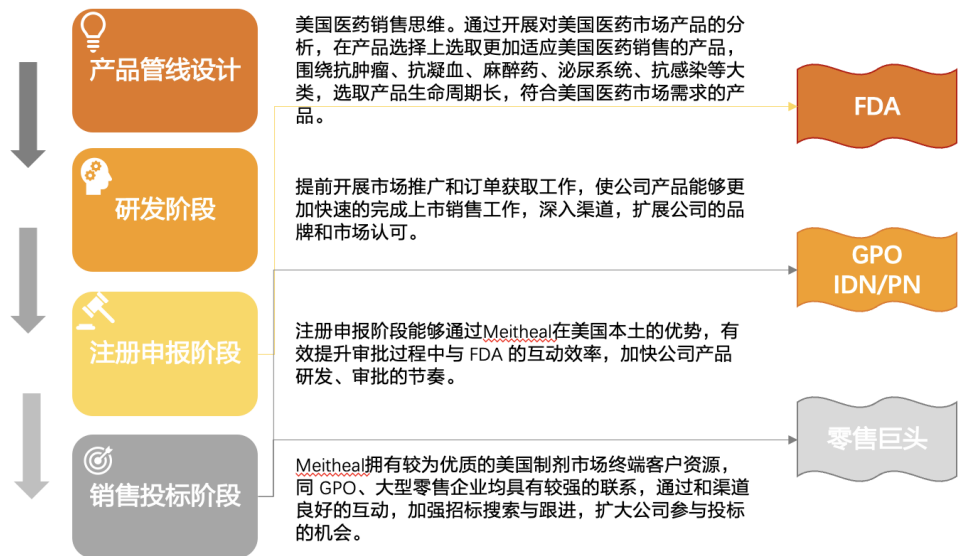 产品管线设计
美国医药销售思维。通过开展对美国医药市场产品的分
析，在产品选择上选取更加适应美国医药销售的产品，
围绕抗肿瘤、抗凝血、麻醉药、泌尿系统、抗感染等大
类，选取产品生命周期长，符合美国医药市场需求的产
品。
FDA
研发阶段
提前开展市场推广和订单获取工作，使公司产品能够更
加快速的完成上市销售工作，深入渠道，扩展公司的品
牌和市场认可。
GPO
IDN/PN
注册申报阶段
注册申报阶段能够通过Meitheal在美国本土的优势，有
效提升审批过程中与 FDA 的互动效率，加快公司产品
研发、审批的节奏。
零售巨头
销售投标阶段
Meitheal拥有较为优质的美国制剂市场终端客户资源，
同 GPO、大型零售企业均具有较强的联系，通过和渠道
良好的互动，加强招标搜索与跟进，扩大公司参与投标
的机会。